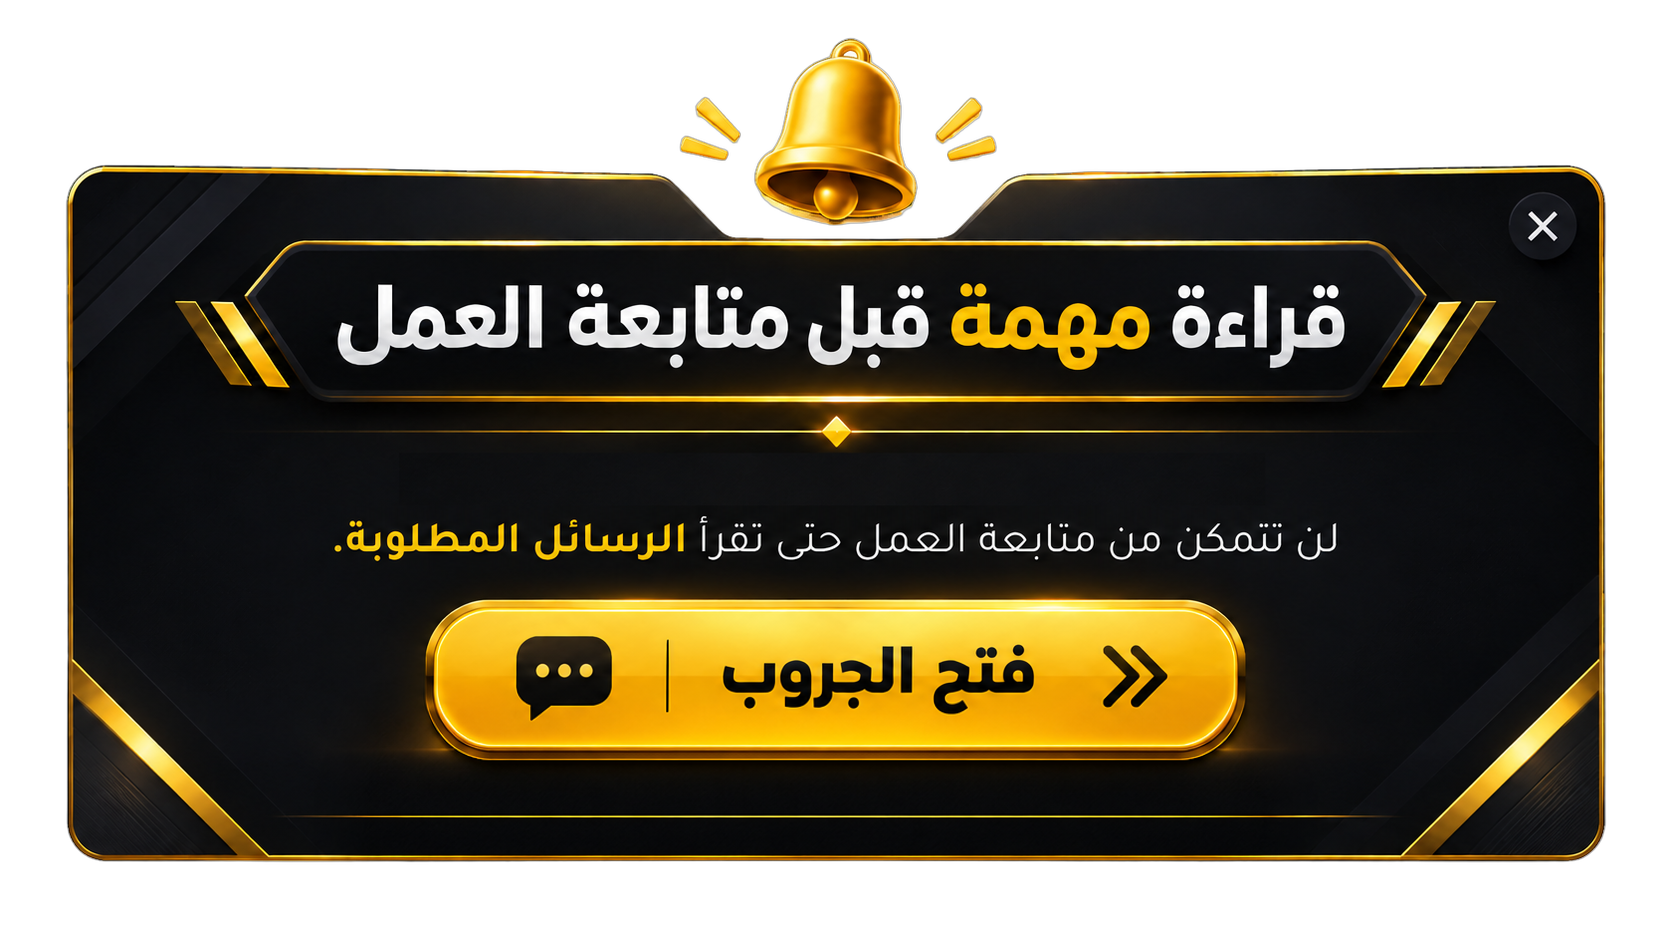 قراءة مهمة قبل متابعة العمل
لن تتمكن من متابعة العمل حتى تقرأ الرسائل المطلوبة.
فتح الجروب